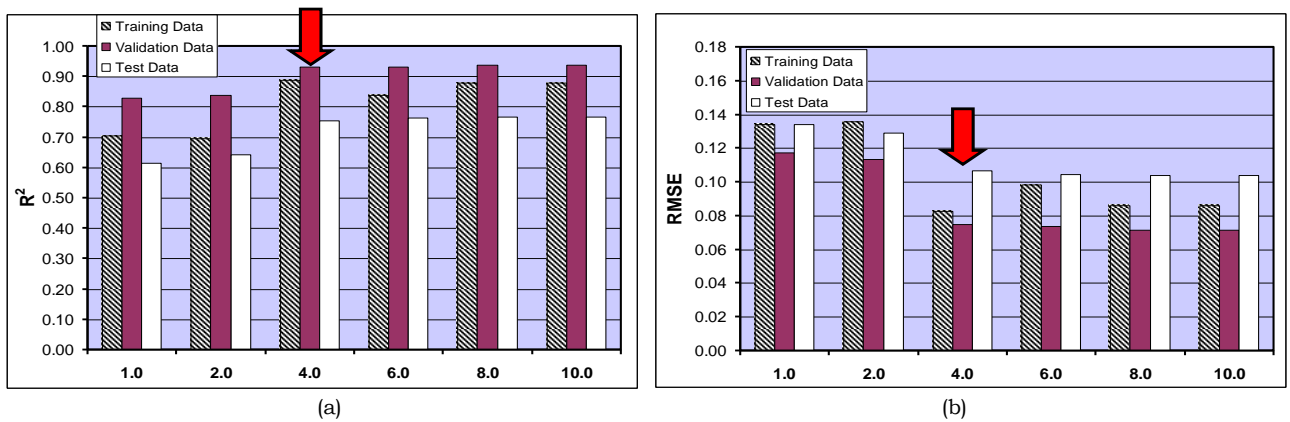 Training Data
Validation Data
Test Data
1.00
0.90
0.80
0.70
0.60
0.50
0.40
0.30
0.20
0.10
0.00
R²
1.0 2.0 4.0 6.0 8.0 10.0
(a)
Training Data
Validation Data
Test Data
0.18
0.16
0.14
0.12
0.10
0.08
0.06
0.04
0.02
0.00
RMSE
1.0 2.0 4.0 6.0 8.0 10.0
(b)